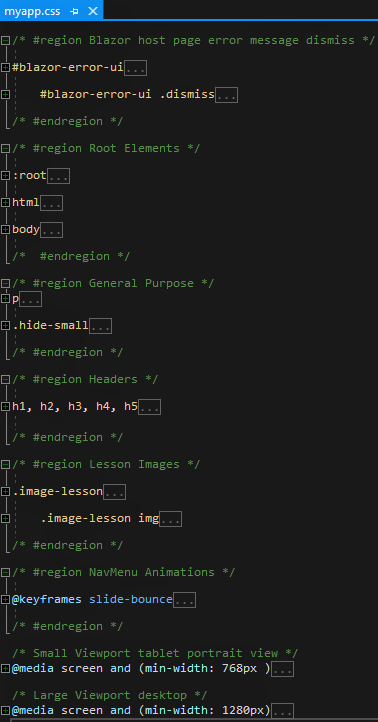 myapp.css
/* #region Blazor host page error message dismiss */
#blazor-error-ui...
#blazor-error-ui .dismiss...
/* #endregion */
/* #region Root Elements */
:root...
html...
body...
/*  #endregion */
/* #region General Purpose */
p...
.hide-small...
/* #endregion */
/* #region Headers */
h1, h2, h3, h4, h5...
/* #endregion */
/* #region Lesson Images */
.image-lesson...
.image-lesson img...
/* #endregion */
/* #region NavMenu Animations */
@keyframes slide-bounce...
/* #endregion */
/* Small Viewport tablet portrait view */
@media screen and (min-width: 768px )...
/* Large Viewport desktop */
@media screen and (min-width: 1280px)...